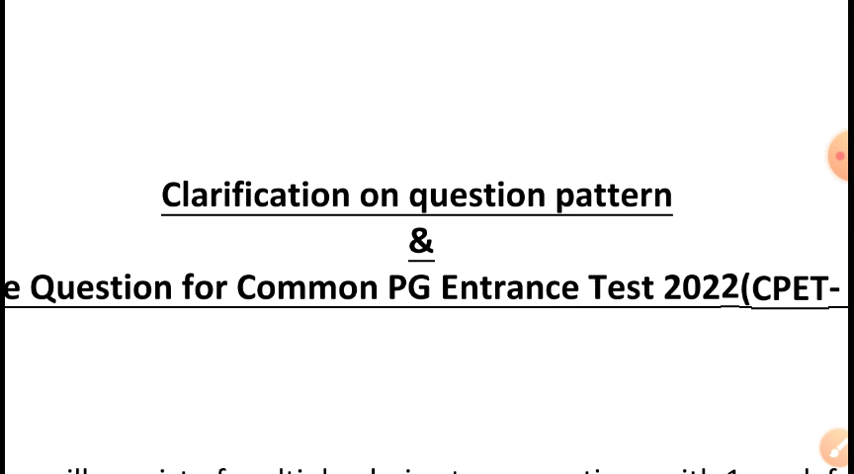 Clarification on question pattern
&
e Question for Common PG Entrance Test 2022(CPET-